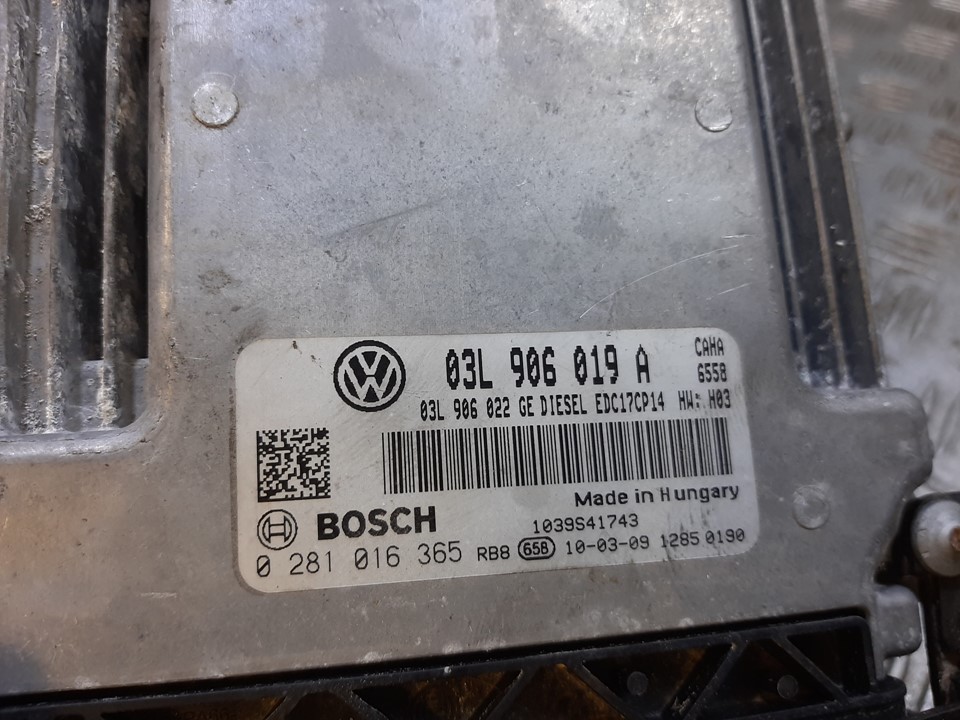 03L 906 019 A
CAHA
6558
03L 906 022 GE DIESEL EDC17CP14 HW: H03
Made in Hungary
BOSCH
1039S41743
0 281 016 365 RB8 658 10-03-09 1285 0190